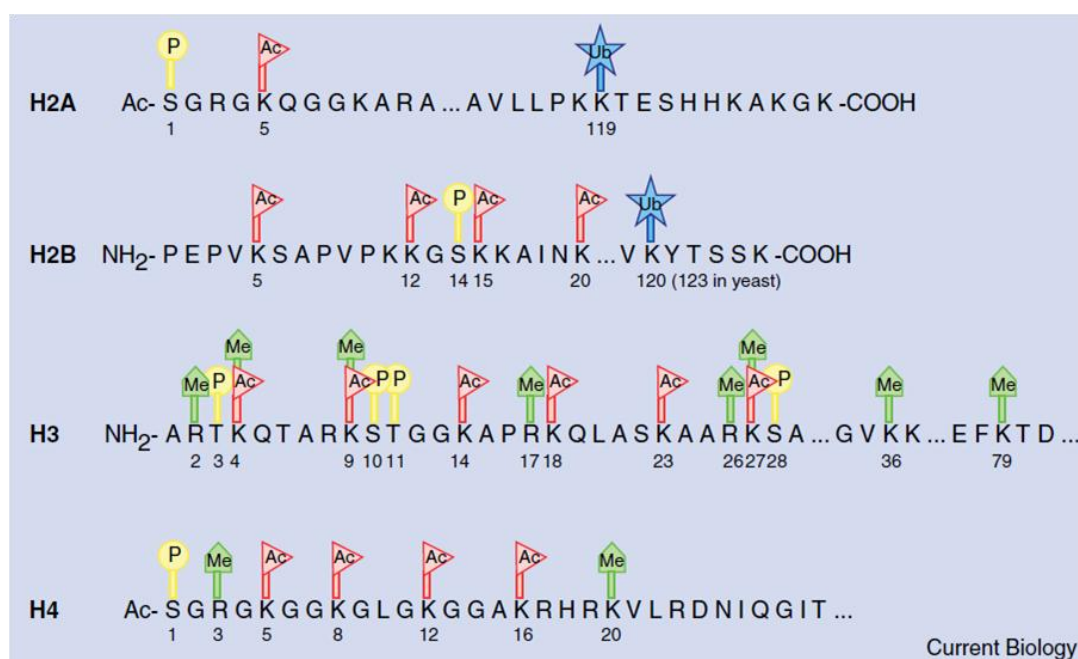 P Ac Ub
H2A Ac- S G R G K Q G G K A R A ... A V L L P K K T E S H H K A K G K -COOH
1 5 119
Ac Ac P Ac Ac Ub
H2B NH2- P E P V K S A P V P K K G S K K A I N K ... V K Y T S S K -COOH
5 12 14 15 20 120 (123 in yeast)
Me Me Me
Me P Ac Ac P P Ac Me Ac Ac Me Ac P Me Me
H3 NH2- A R T K Q T A R K S T G G K A P R K Q L A S K A A R K S A ... G V K K ... E F K T D ...
2 3 4 9 10 11 14 17 18 23 26 27 28 36 79
P Me Ac Ac Ac Ac Me
H4 Ac- S G R G K G G K G L G K G G A K R H R K V L R D N I Q G I T ...
1 3 5 8 12 16 20
Current Biology